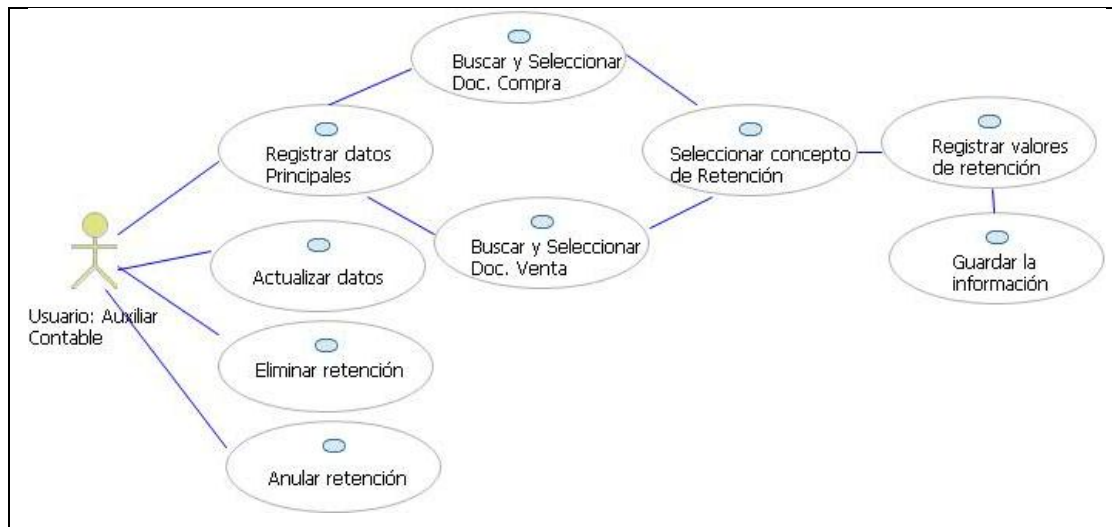 Buscar y Seleccionar
Doc. Compra
Registrar datos
Principales
Seleccionar concepto
de Retención
Registrar valores
de retención
Buscar y Seleccionar
Doc. Venta
Actualizar datos
Guardar la
información
Usuario: Auxiliar
Contable
Eliminar retención
Anular retención